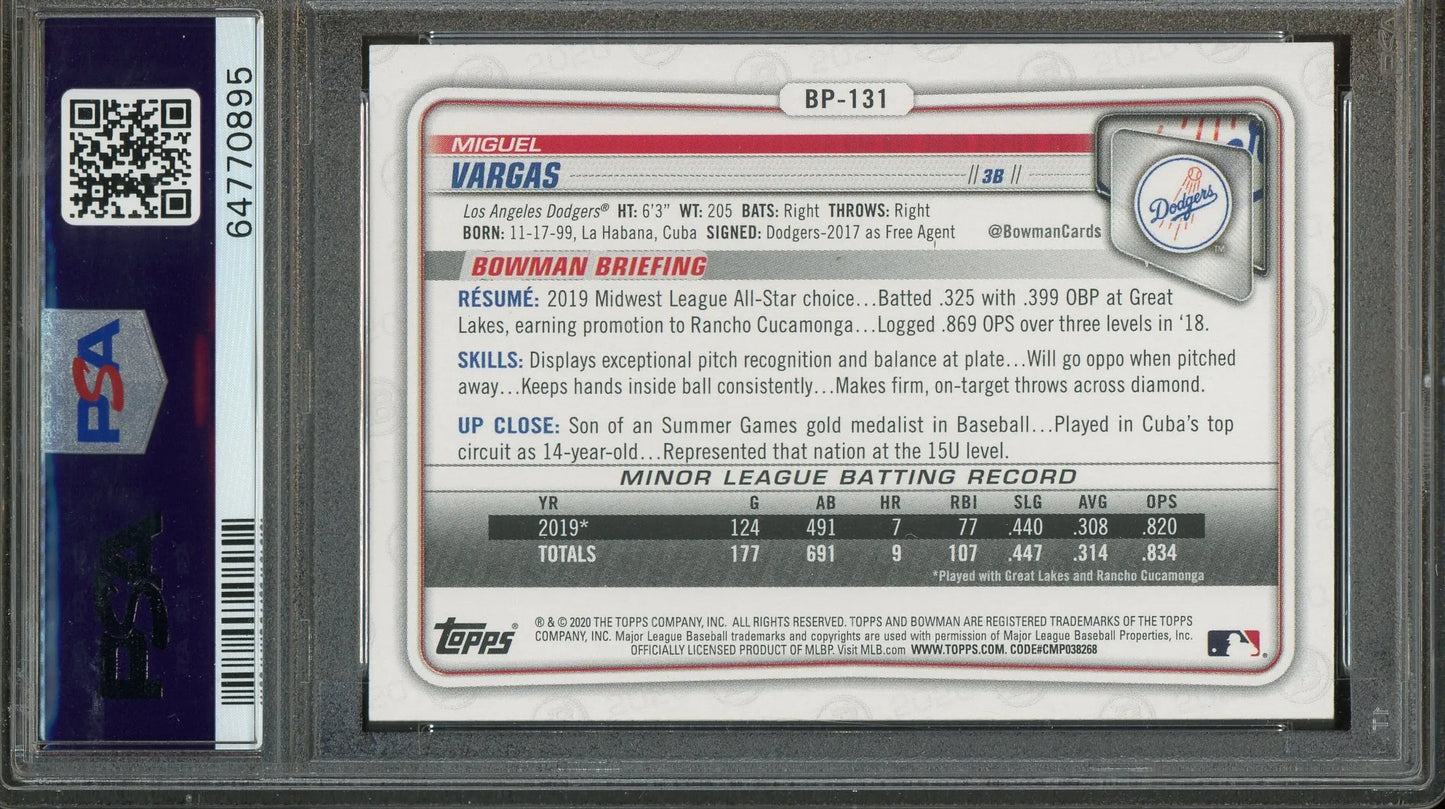 64770895
PSA
PSA
BP-131
MIGUEL
VARGAS // 3B //
Los Angeles Dodgers® HT: 6'3" WT: 205 BATS: Right THROWS: Right
BORN: 11-17-99, La Habana, Cuba SIGNED: Dodgers-2017 as Free Agent @BowmanCards
Dodgers
TM
BOWMAN BRIEFING
RÉSUMÉ: 2019 Midwest League All-Star choice...Batted .325 with .399 OBP at Great
Lakes, earning promotion to Rancho Cucamonga...Logged .869 OPS over three levels in '18.
SKILLS: Displays exceptional pitch recognition and balance at plate...Will go oppo when pitched
away...Keeps hands inside ball consistently...Makes firm, on-target throws across diamond.
UP CLOSE: Son of an Summer Games gold medalist in Baseball...Played in Cuba's top
circuit as 14-year-old...Represented that nation at the 15U level.
MINOR LEAGUE BATTING RECORD
YR G AB HR RBI SLG AVG OPS
2019* 124 491 7 77 .440 .308 .820
TOTALS 177 691 9 107 .447 .314 .834
*Played with Great Lakes and Rancho Cucamonga
Topps®
® & © 2020 THE TOPPS COMPANY, INC. ALL RIGHTS RESERVED. TOPPS AND BOWMAN ARE REGISTERED TRADEMARKS OF THE TOPPS
COMPANY, INC. Major League Baseball trademarks and copyrights are used with permission of Major League Baseball Properties, Inc.
OFFICIALLY LICENSED PRODUCT OF MLBP. Visit MLB.com WWW.TOPPS.COM. CODE#CMP038268